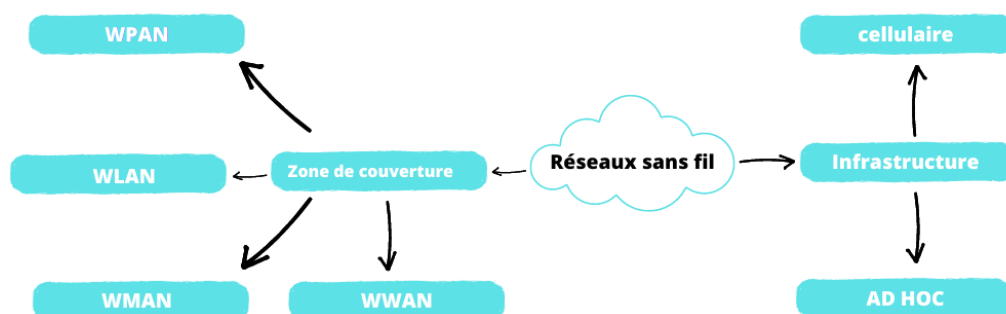 WPAN
cellulaire
WLAN
Zone de couverture
Réseaux sans fil
Infrastructure
WMAN
WWAN
AD HOC